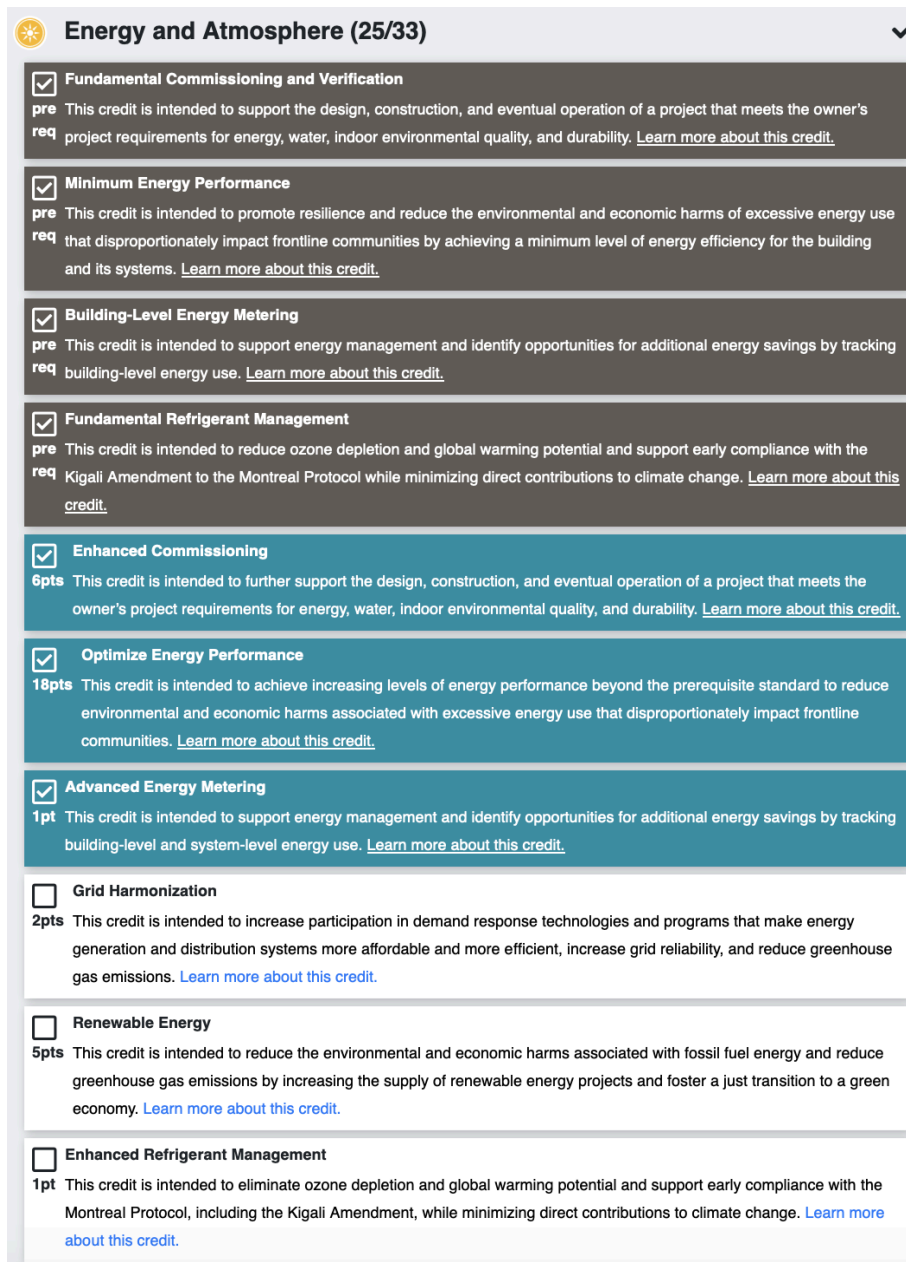 Energy and Atmosphere (25/33)
Fundamental Commissioning and Verification
pre req
This credit is intended to support the design, construction, and eventual operation of a project that meets the owner’s
project requirements for energy, water, indoor environmental quality, and durability. Learn more about this credit.
Minimum Energy Performance
pre req
This credit is intended to promote resilience and reduce the environmental and economic harms of excessive energy use
that disproportionately impact frontline communities by achieving a minimum level of energy efficiency for the building
and its systems. Learn more about this credit.
Building-Level Energy Metering
pre req
This credit is intended to support energy management and identify opportunities for additional energy savings by tracking
building-level energy use. Learn more about this credit.
Fundamental Refrigerant Management
pre req
This credit is intended to reduce ozone depletion and global warming potential and support early compliance with the
Kigali Amendment to the Montreal Protocol while minimizing direct contributions to climate change. Learn more about this
credit.
Enhanced Commissioning
6pts
This credit is intended to further support the design, construction, and eventual operation of a project that meets the
owner’s project requirements for energy, water, indoor environmental quality, and durability. Learn more about this credit.
Optimize Energy Performance
18pts
This credit is intended to achieve increasing levels of energy performance beyond the prerequisite standard to reduce
environmental and economic harms associated with excessive energy use that disproportionately impact frontline
communities. Learn more about this credit.
Advanced Energy Metering
1pt
This credit is intended to support energy management and identify opportunities for additional energy savings by tracking
building-level and system-level energy use. Learn more about this credit.
Grid Harmonization
2pts
This credit is intended to increase participation in demand response technologies and programs that make energy
generation and distribution systems more affordable and more efficient, increase grid reliability, and reduce greenhouse
gas emissions. Learn more about this credit.
Renewable Energy
5pts
This credit is intended to reduce the environmental and economic harms associated with fossil fuel energy and reduce
greenhouse gas emissions by increasing the supply of renewable energy projects and foster a just transition to a green
economy. Learn more about this credit.
Enhanced Refrigerant Management
1pt
This credit is intended to eliminate ozone depletion and global warming potential and support early compliance with the
Montreal Protocol, including the Kigali Amendment, while minimizing direct contributions to climate change. Learn more
about this credit.